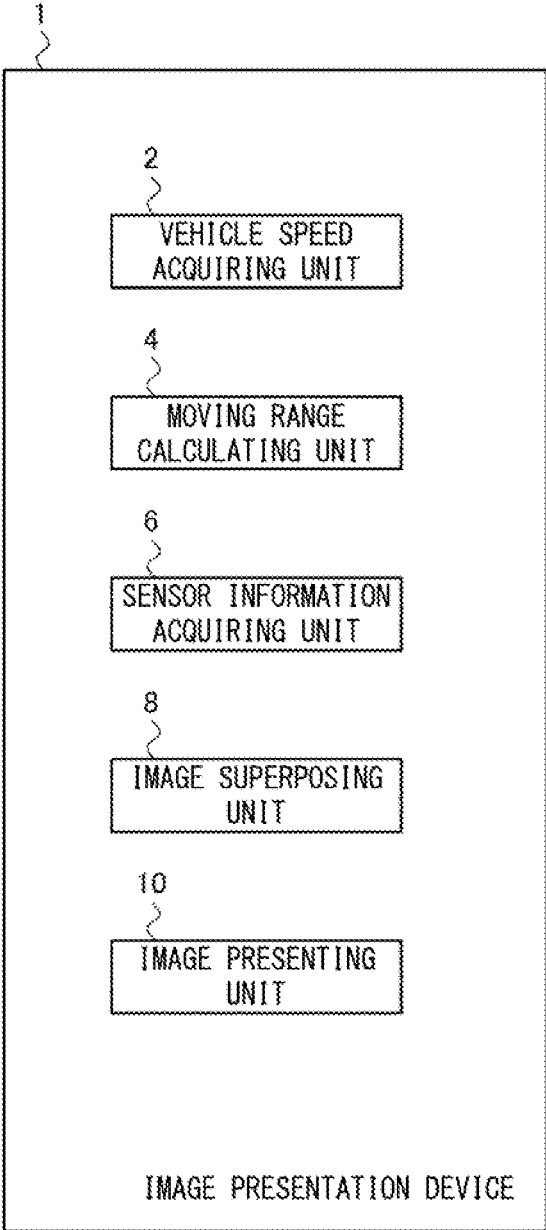 1
2
VEHICLE SPEED
ACQUIRING UNIT
4
MOVING RANGE
CALCULATING UNIT
6
SENSOR INFORMATION
ACQUIRING UNIT
8
IMAGE SUPERPOSING
UNIT
10
IMAGE PRESENTING
UNIT
IMAGE PRESENTATION DEVICE